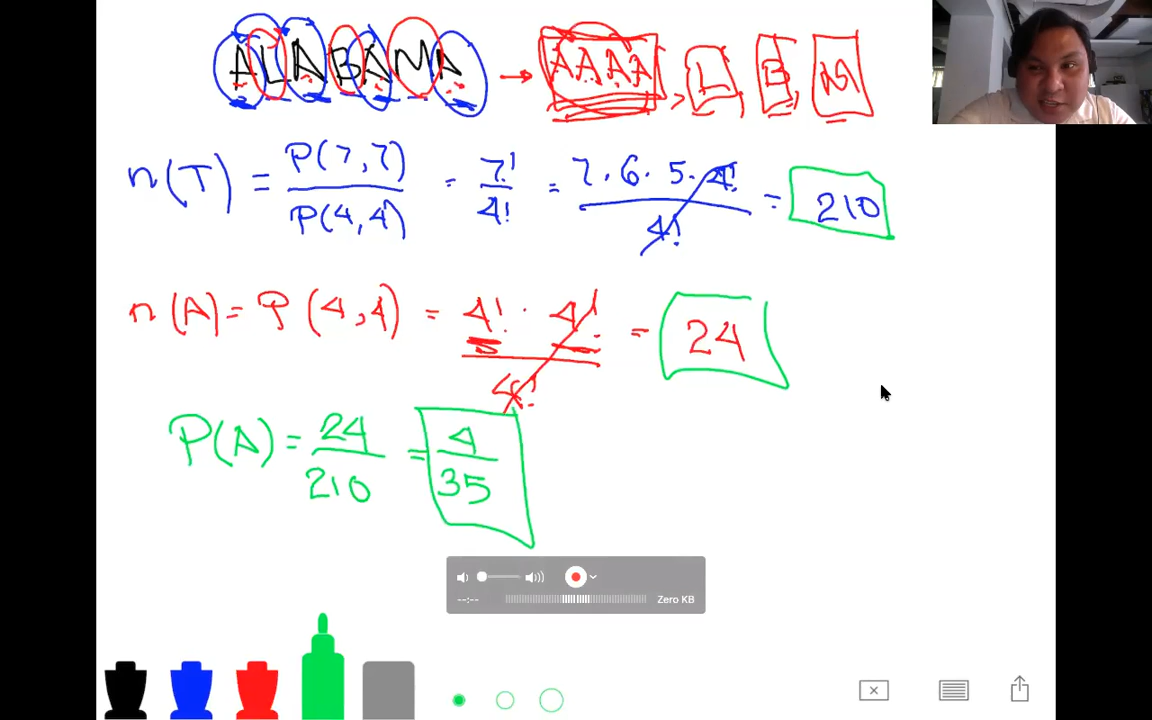 ALABAMA → AAAA, L, B, M
n(T) = P(7,7)/P(4,4) = 7!/4! = 7·6·5·4!/4! = 210
n(A) = P(4,4) = 4!·4!/4! = 24
P(A) = 24/210 = 4/35
--:-- Zero KB